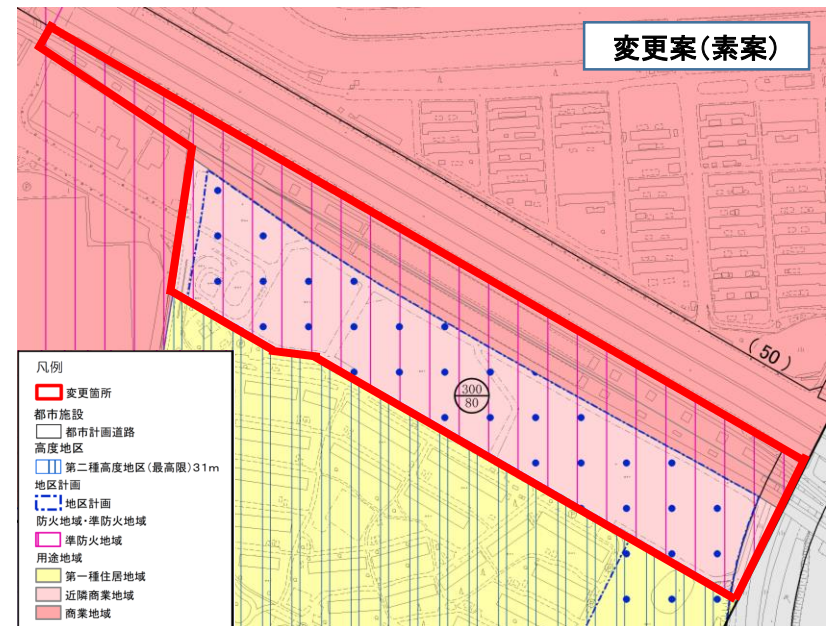 変更案(素案)
(50)
300
80
凡例
変更箇所
都市施設
都市計画道路
高度地区
第二種高度地区(最高限)31m
地区計画
地区計画
防火地域・準防火地域
準防火地域
用途地域
第一種住居地域
近隣商業地域
商業地域